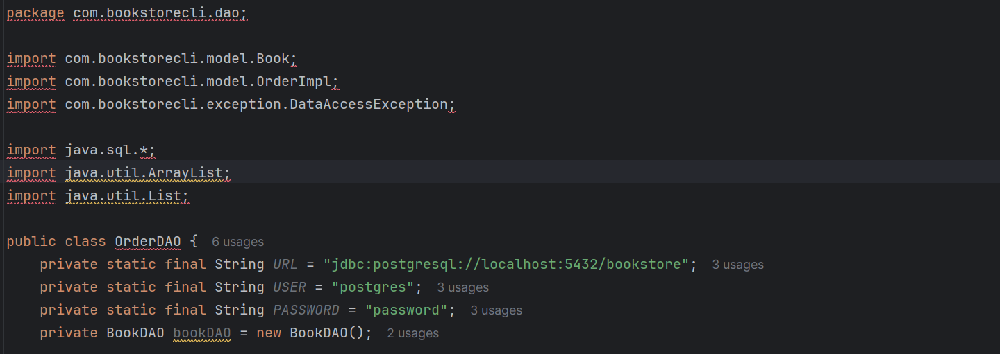 package com.bookstorecli.dao;
import com.bookstorecli.model.Book;
import com.bookstorecli.model.OrderImpl;
import com.bookstorecli.exception.DataAccessException;
import java.sql.*;
import java.util.ArrayList;
import java.util.List;
public class OrderDAO { 6 usages
private static final String URL = "jdbc:postgresql://localhost:5432/bookstore"; 3 usages
private static final String USER = "postgres"; 3 usages
private static final String PASSWORD = "password"; 3 usages
private BookDAO bookDAO = new BookDAO(); 2 usages